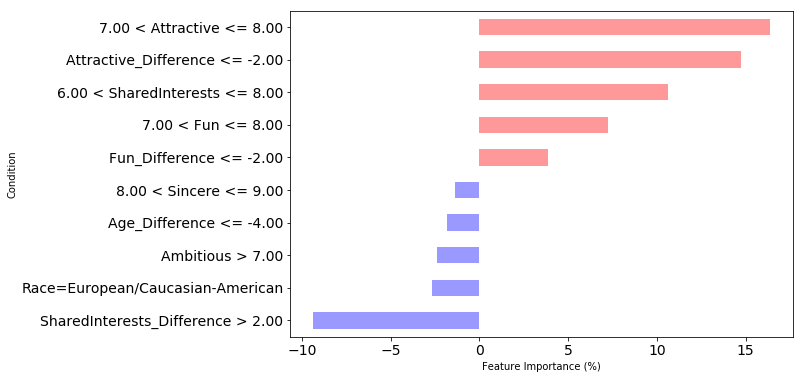 7.00 < Attractive <= 8.00
Attractive_Difference <= -2.00
6.00 < SharedInterests <= 8.00
7.00 < Fun <= 8.00
Fun_Difference <= -2.00
8.00 < Sincere <= 9.00
Age_Difference <= -4.00
Ambitious > 7.00
Race=European/Caucasian-American
SharedInterests_Difference > 2.00
Condition
−10 −5 0 5 10 15
Feature Importance (%)